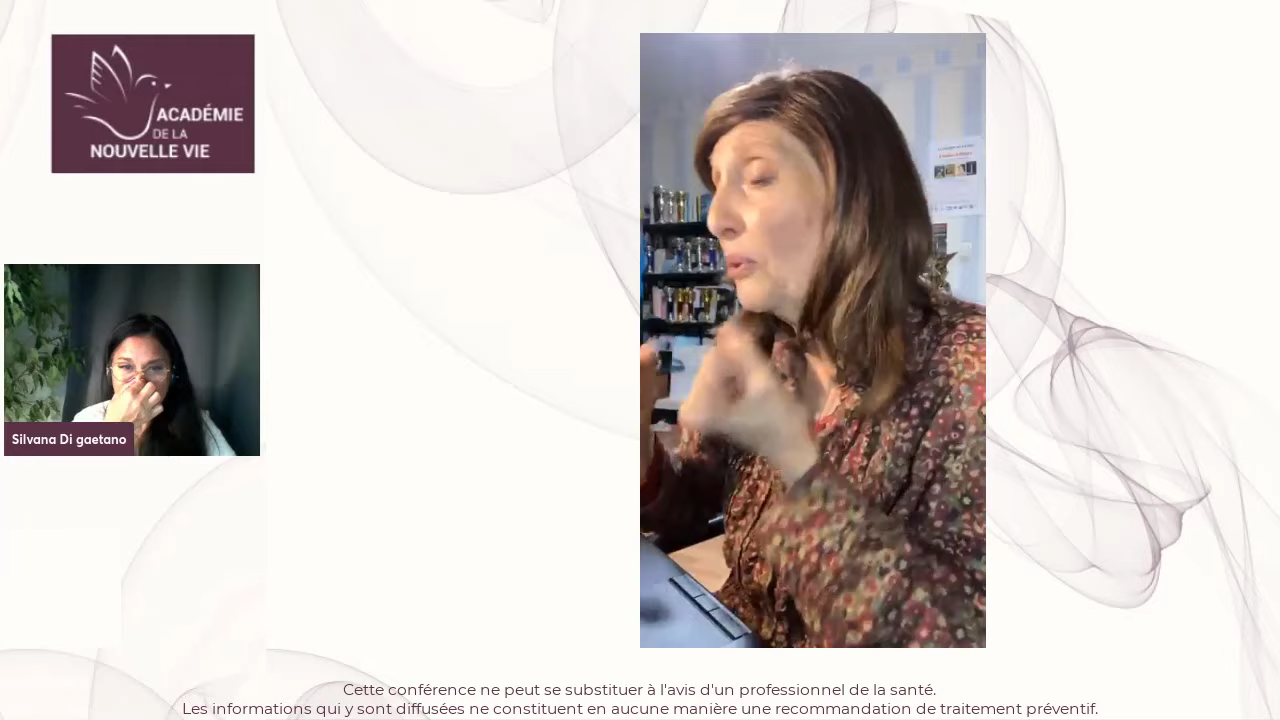 ACADÉMIE
DE LA
NOUVELLE VIE
Silvana Di gaetano
Cette conférence ne peut se substituer à l'avis d'un professionnel de la santé.
Les informations qui y sont diffusées ne constituent en aucune manière une recommandation de traitement préventif.